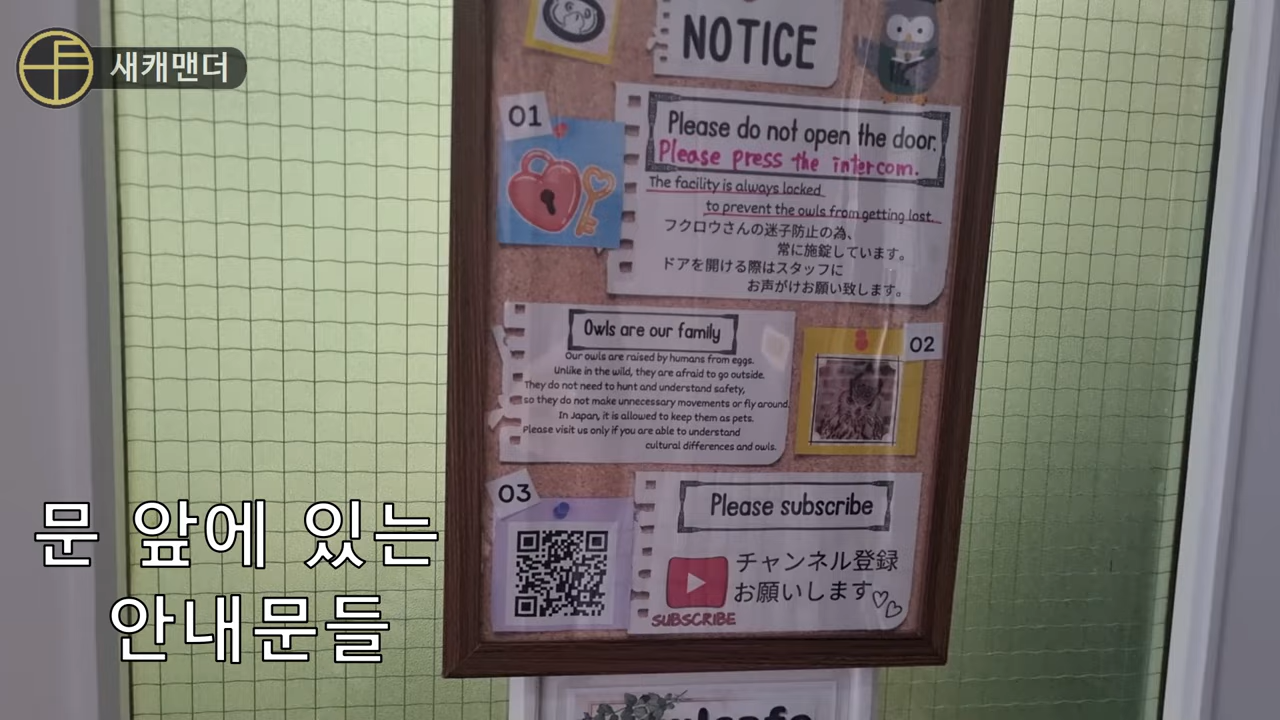 새캐맨더
NOTICE
01
Please do not open the door.
Please press the intercom.
The facility is always locked
to prevent the owls from getting lost.
フクロウさんの迷子防止の為、
常に施錠しています。
ドアを開ける際はスタッフに
お声がけお願い致します。
Owls are our family
Our owls are raised by humans from eggs.
Unlike in the wild, they are afraid to go outside.
They do not need to hunt and understand safety,
so they do not make unnecessary movements or fly around.
In Japan, it is allowed to keep them as pets.
Please visit us only if you are able to understand
cultural differences and owls.
02
03
Please subscribe
チャンネル登録
お願いします
SUBSCRIBE
문 앞에 있는
안내문들